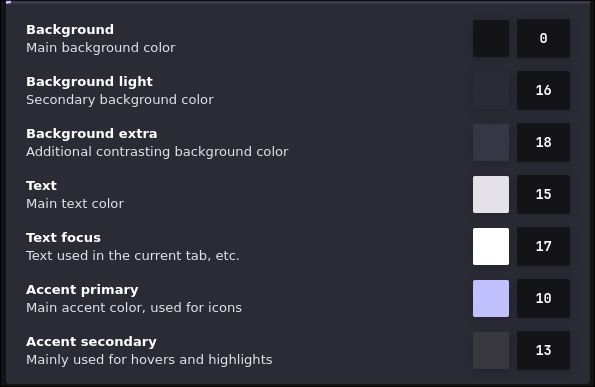 Background
Main background color
0
Background light
Secondary background color
16
Background extra
Additional contrasting background color
18
Text
Main text color
15
Text focus
Text used in the current tab, etc.
17
Accent primary
Main accent color, used for icons
10
Accent secondary
Mainly used for hovers and highlights
13